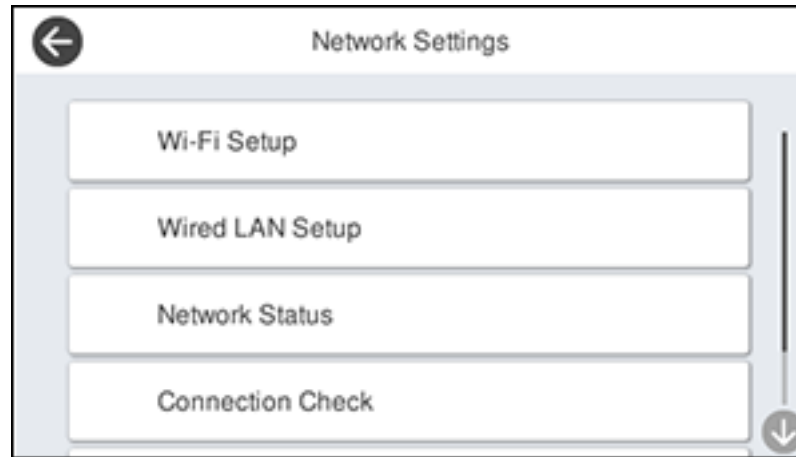 Network Settings
Wi-Fi Setup
Wired LAN Setup
Network Status
Connection Check